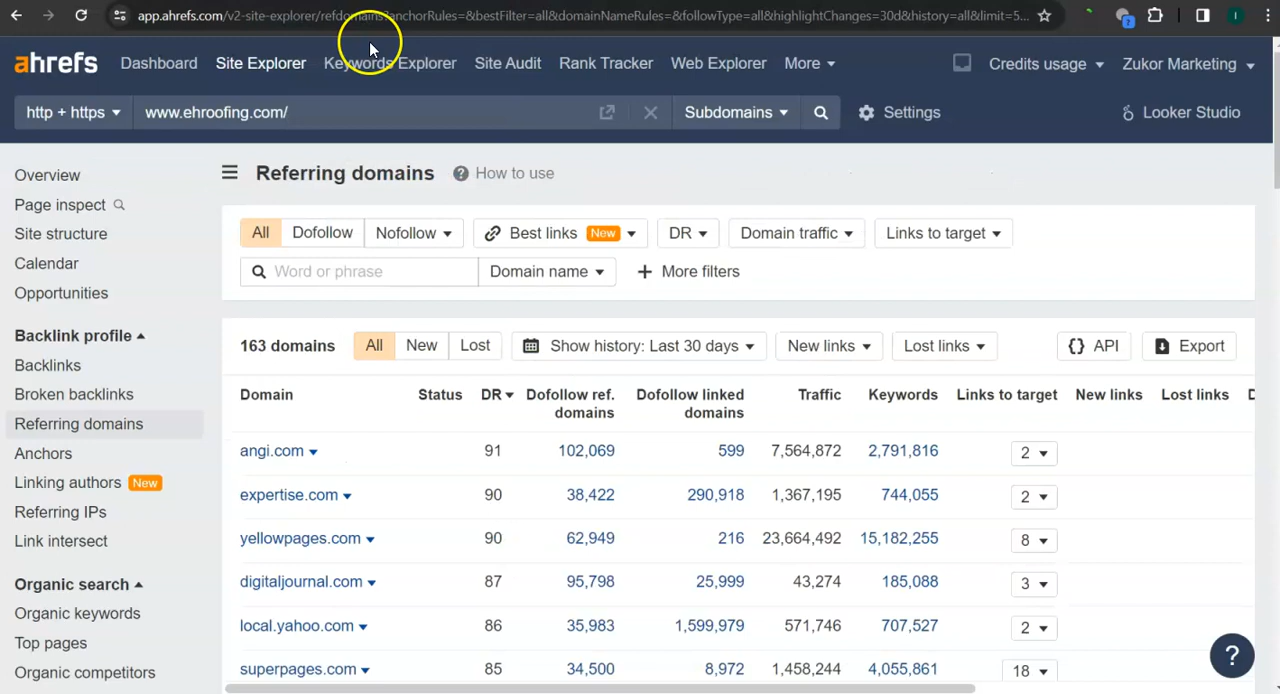 app.ahrefs.com/v2-site-explorer/refdomains?anchorRules=&bestFilter=all&domainNameRules=&followType=all&highlightChanges=30d&history=all&limit=5...
ahrefs Dashboard Site Explorer Keywords Explorer Site Audit Rank Tracker Web Explorer More Credits usage Zukor Marketing
http + https www.ehroofing.com/ Subdomains Settings Looker Studio
Overview
Page inspect
Site structure
Calendar
Opportunities
Backlink profile
Backlinks
Broken backlinks
Referring domains
Anchors
Linking authors New
Referring IPs
Link intersect
Organic search
Organic keywords
Top pages
Organic competitors
Referring domains ? How to use
All Dofollow Nofollow Best links New DR Domain traffic Links to target
Word or phrase Domain name + More filters
163 domains All New Lost Show history: Last 30 days New links Lost links {} API Export
Domain Status DR Dofollow ref. domains Dofollow linked domains Traffic Keywords Links to target New links Lost links D
angi.com 91 102,069 599 7,564,872 2,791,816 2
expertise.com 90 38,422 290,918 1,367,195 744,055 2
yellowpages.com 90 62,949 216 23,664,492 15,182,255 8
digitaljournal.com 87 95,798 25,999 43,274 185,088 3
local.yahoo.com 86 35,983 1,599,979 571,746 707,527 2
superpages.com 85 34,500 8,972 1,458,244 4,055,861 18
?